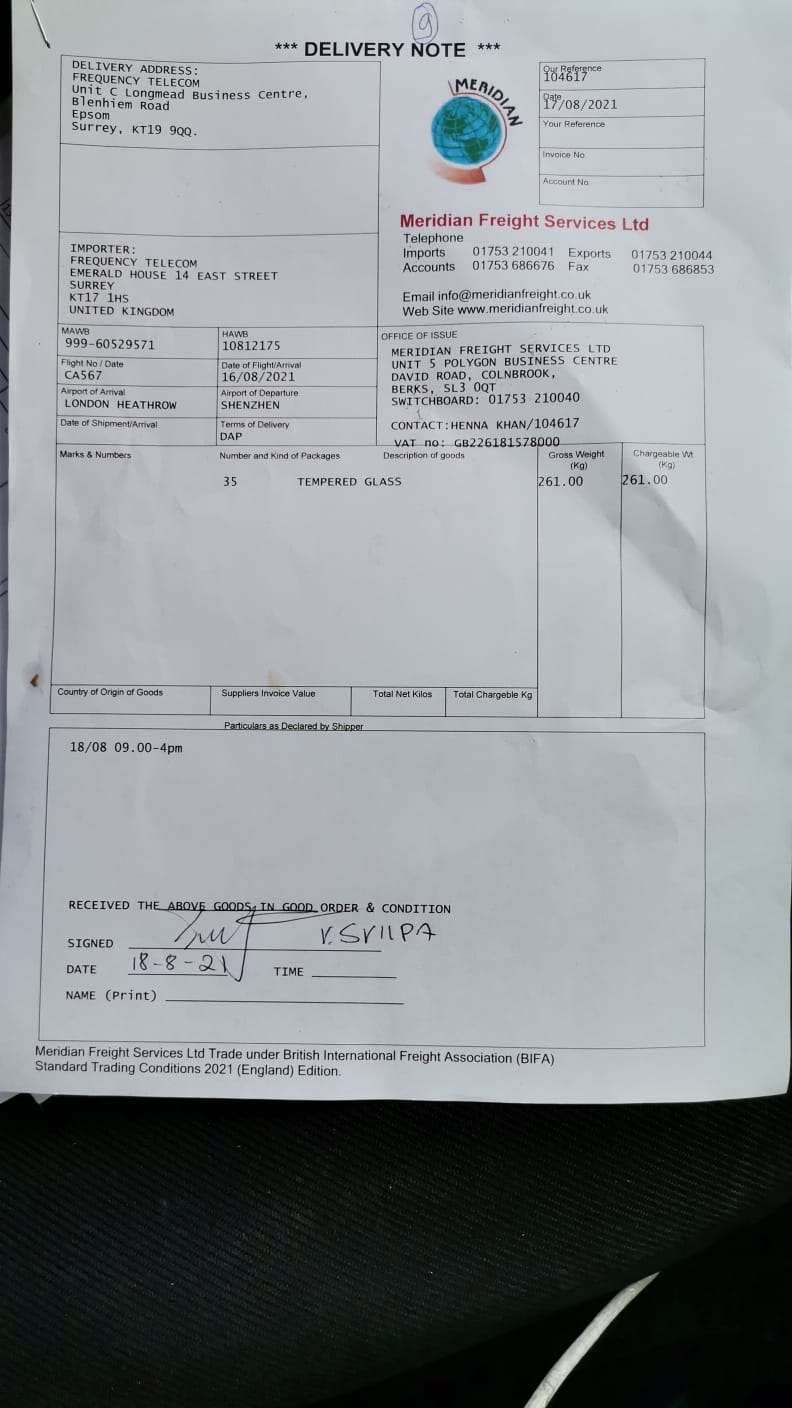 9
*** DELIVERY NOTE ***
DELIVERY ADDRESS:
FREQUENCY TELECOM
Unit C Longmead Business Centre,
Blenhiem Road
Epsom
Surrey, KT19 9QQ.
MERIDIAN
Our Reference
104617
Date
17/08/2021
Your Reference
Invoice No
Account No.
Meridian Freight Services Ltd
Telephone
Imports 01753 210041 Exports 01753 210044
Accounts 01753 686676 Fax 01753 686853
Email info@meridianfreight.co.uk
Web Site www.meridianfreight.co.uk
IMPORTER:
FREQUENCY TELECOM
EMERALD HOUSE 14 EAST STREET
SURREY
KT17 1HS
UNITED KINGDOM
MAWB
999-60529571
HAWB
10812175
Flight No / Date
CA567
Date of Flight/Arrival
16/08/2021
Airport of Arrival
LONDON HEATHROW
Airport of Departure
SHENZHEN
Date of Shipment/Arrival
Terms of Delivery
DAP
OFFICE OF ISSUE
MERIDIAN FREIGHT SERVICES LTD
UNIT 5 POLYGON BUSINESS CENTRE
DAVID ROAD, COLNBROOK,
BERKS, SL3 0QT
SWITCHBOARD: 01753 210040
CONTACT:HENNA KHAN/104617
VAT no: GB226181578000
Marks & Numbers Number and Kind of Packages Description of goods Gross Weight (Kg) Chargeable Wt (Kg)
35 TEMPERED GLASS 261.00 261.00
Country of Origin of Goods Suppliers Invoice Value Total Net Kilos Total Chargeble Kg
Particulars as Declared by Shipper
18/08 09.00-4pm
RECEIVED THE ABOVE GOODS IN GOOD ORDER & CONDITION
SIGNED
DATE 18-8-21 TIME
NAME (Print)
Meridian Freight Services Ltd Trade under British International Freight Association (BIFA)
Standard Trading Conditions 2021 (England) Edition.